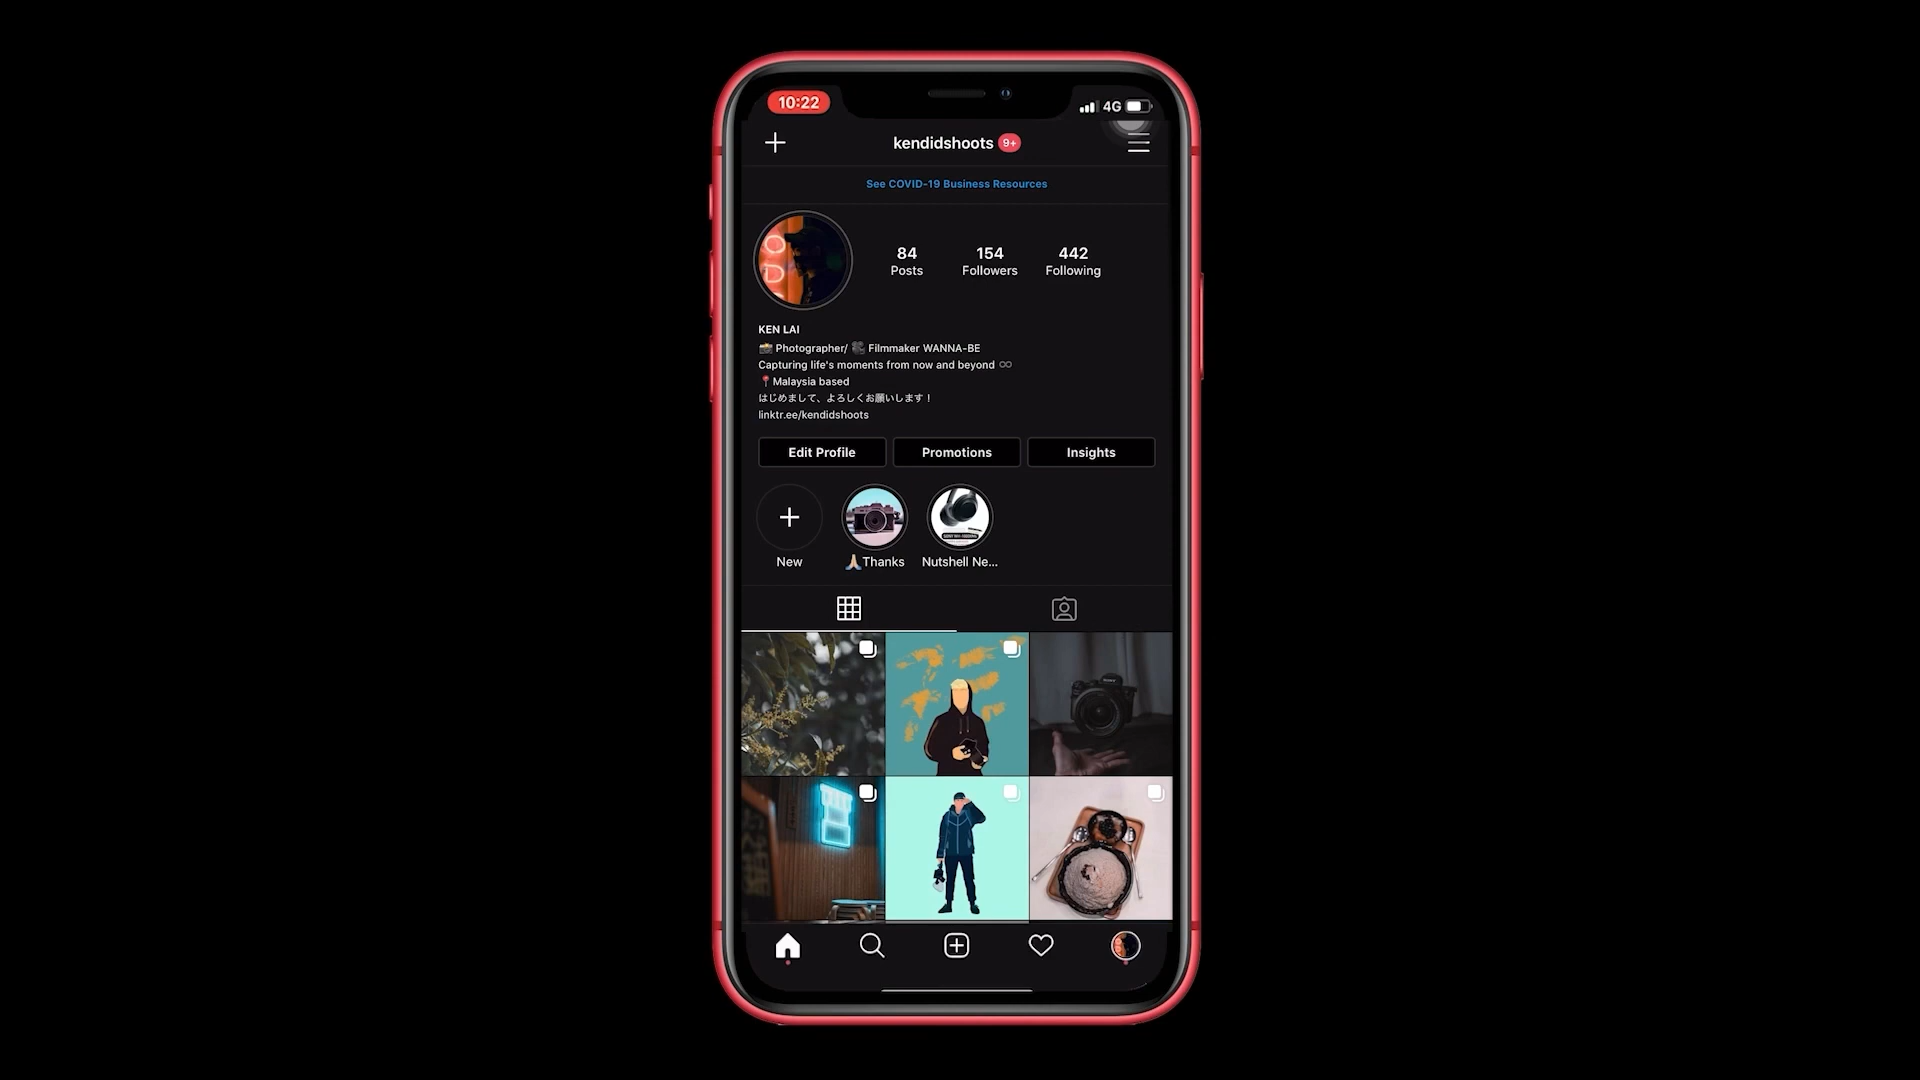 10:22
4G
kendidshoots 9+
See COVID-19 Business Resources
84 154 442
Posts Followers Following
KEN LAI
Photographer/ Filmmaker WANNA-BE
Capturing life's moments from now and beyond
Malaysia based
はじめまして、よろしくお願いします！
linktr.ee/kendidshoots
Edit Profile Promotions Insights
New Thanks Nutshell Ne...
SONY